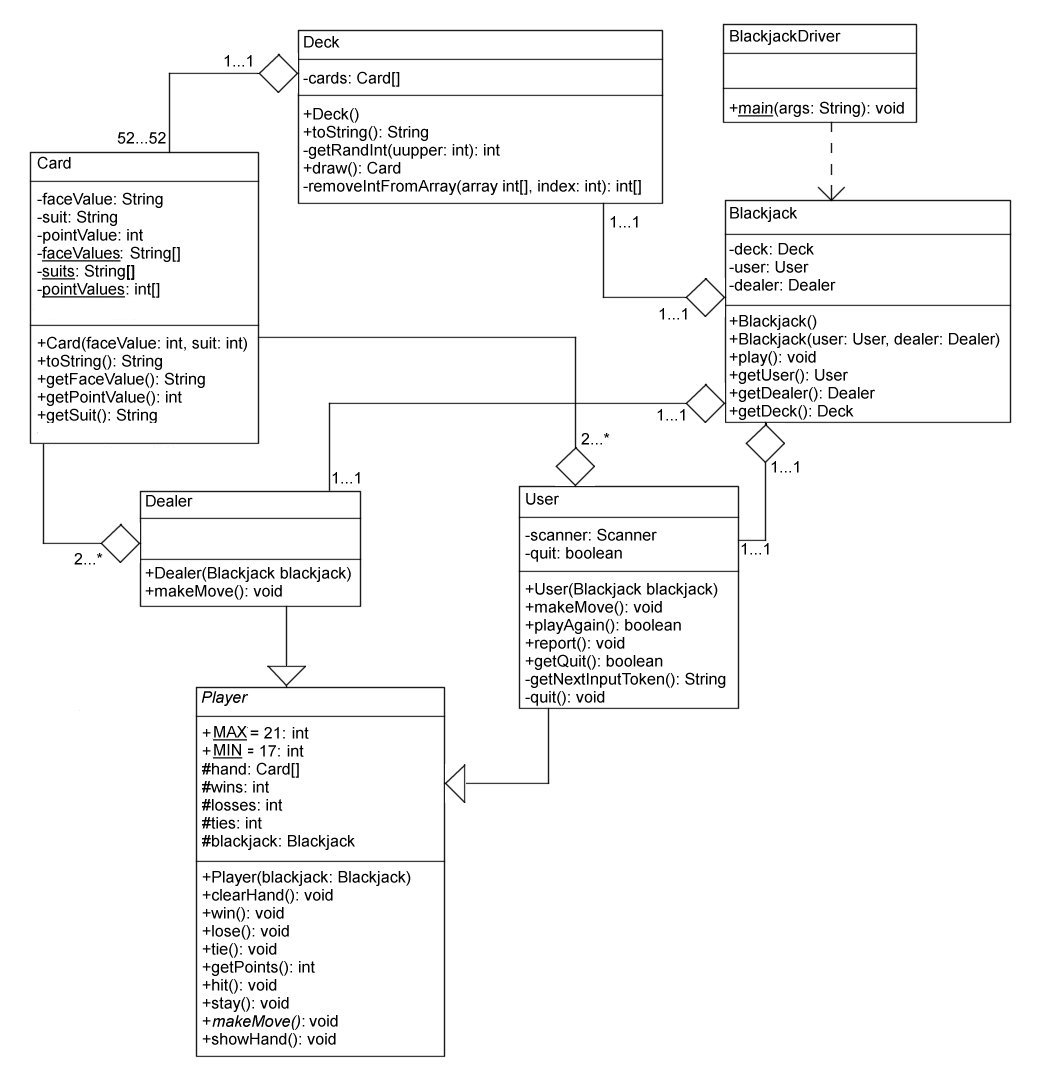 Deck
-cards: Card[]
+Deck()
+toString(): String
-getRandInt(uupper: int): int
+draw(): Card
-removeIntFromArray(array int[], index: int): int[]
BlackjackDriver
+main(args: String): void
1...1
52...52
Card
-faceValue: String
-suit: String
-pointValue: int
-faceValues: String[]
-suits: String[]
-pointValues: int[]
+Card(faceValue: int, suit: int)
+toString(): String
+getFaceValue(): String
+getPointValue(): int
+getSuit(): String
1...1
1...1
Blackjack
-deck: Deck
-user: User
-dealer: Dealer
+Blackjack()
+Blackjack(user: User, dealer: Dealer)
+play(): void
+getUser(): User
+getDealer(): Dealer
+getDeck(): Deck
1...1
1...1
2...*
1...1
1...1
2...*
Dealer
+Dealer(Blackjack blackjack)
+makeMove(): void
User
-scanner: Scanner
-quit: boolean
+User(Blackjack blackjack)
+makeMove(): void
+playAgain(): boolean
+report(): void
+getQuit(): boolean
-getNextInputToken(): String
-quit(): void
Player
+MAX = 21: int
+MIN = 17: int
#hand: Card[]
#wins: int
#losses: int
#ties: int
#blackjack: Blackjack
+Player(blackjack: Blackjack)
+clearHand(): void
+win(): void
+lose(): void
+tie(): void
+getPoints(): int
+hit(): void
+stay(): void
+makeMove(): void
+showHand(): void